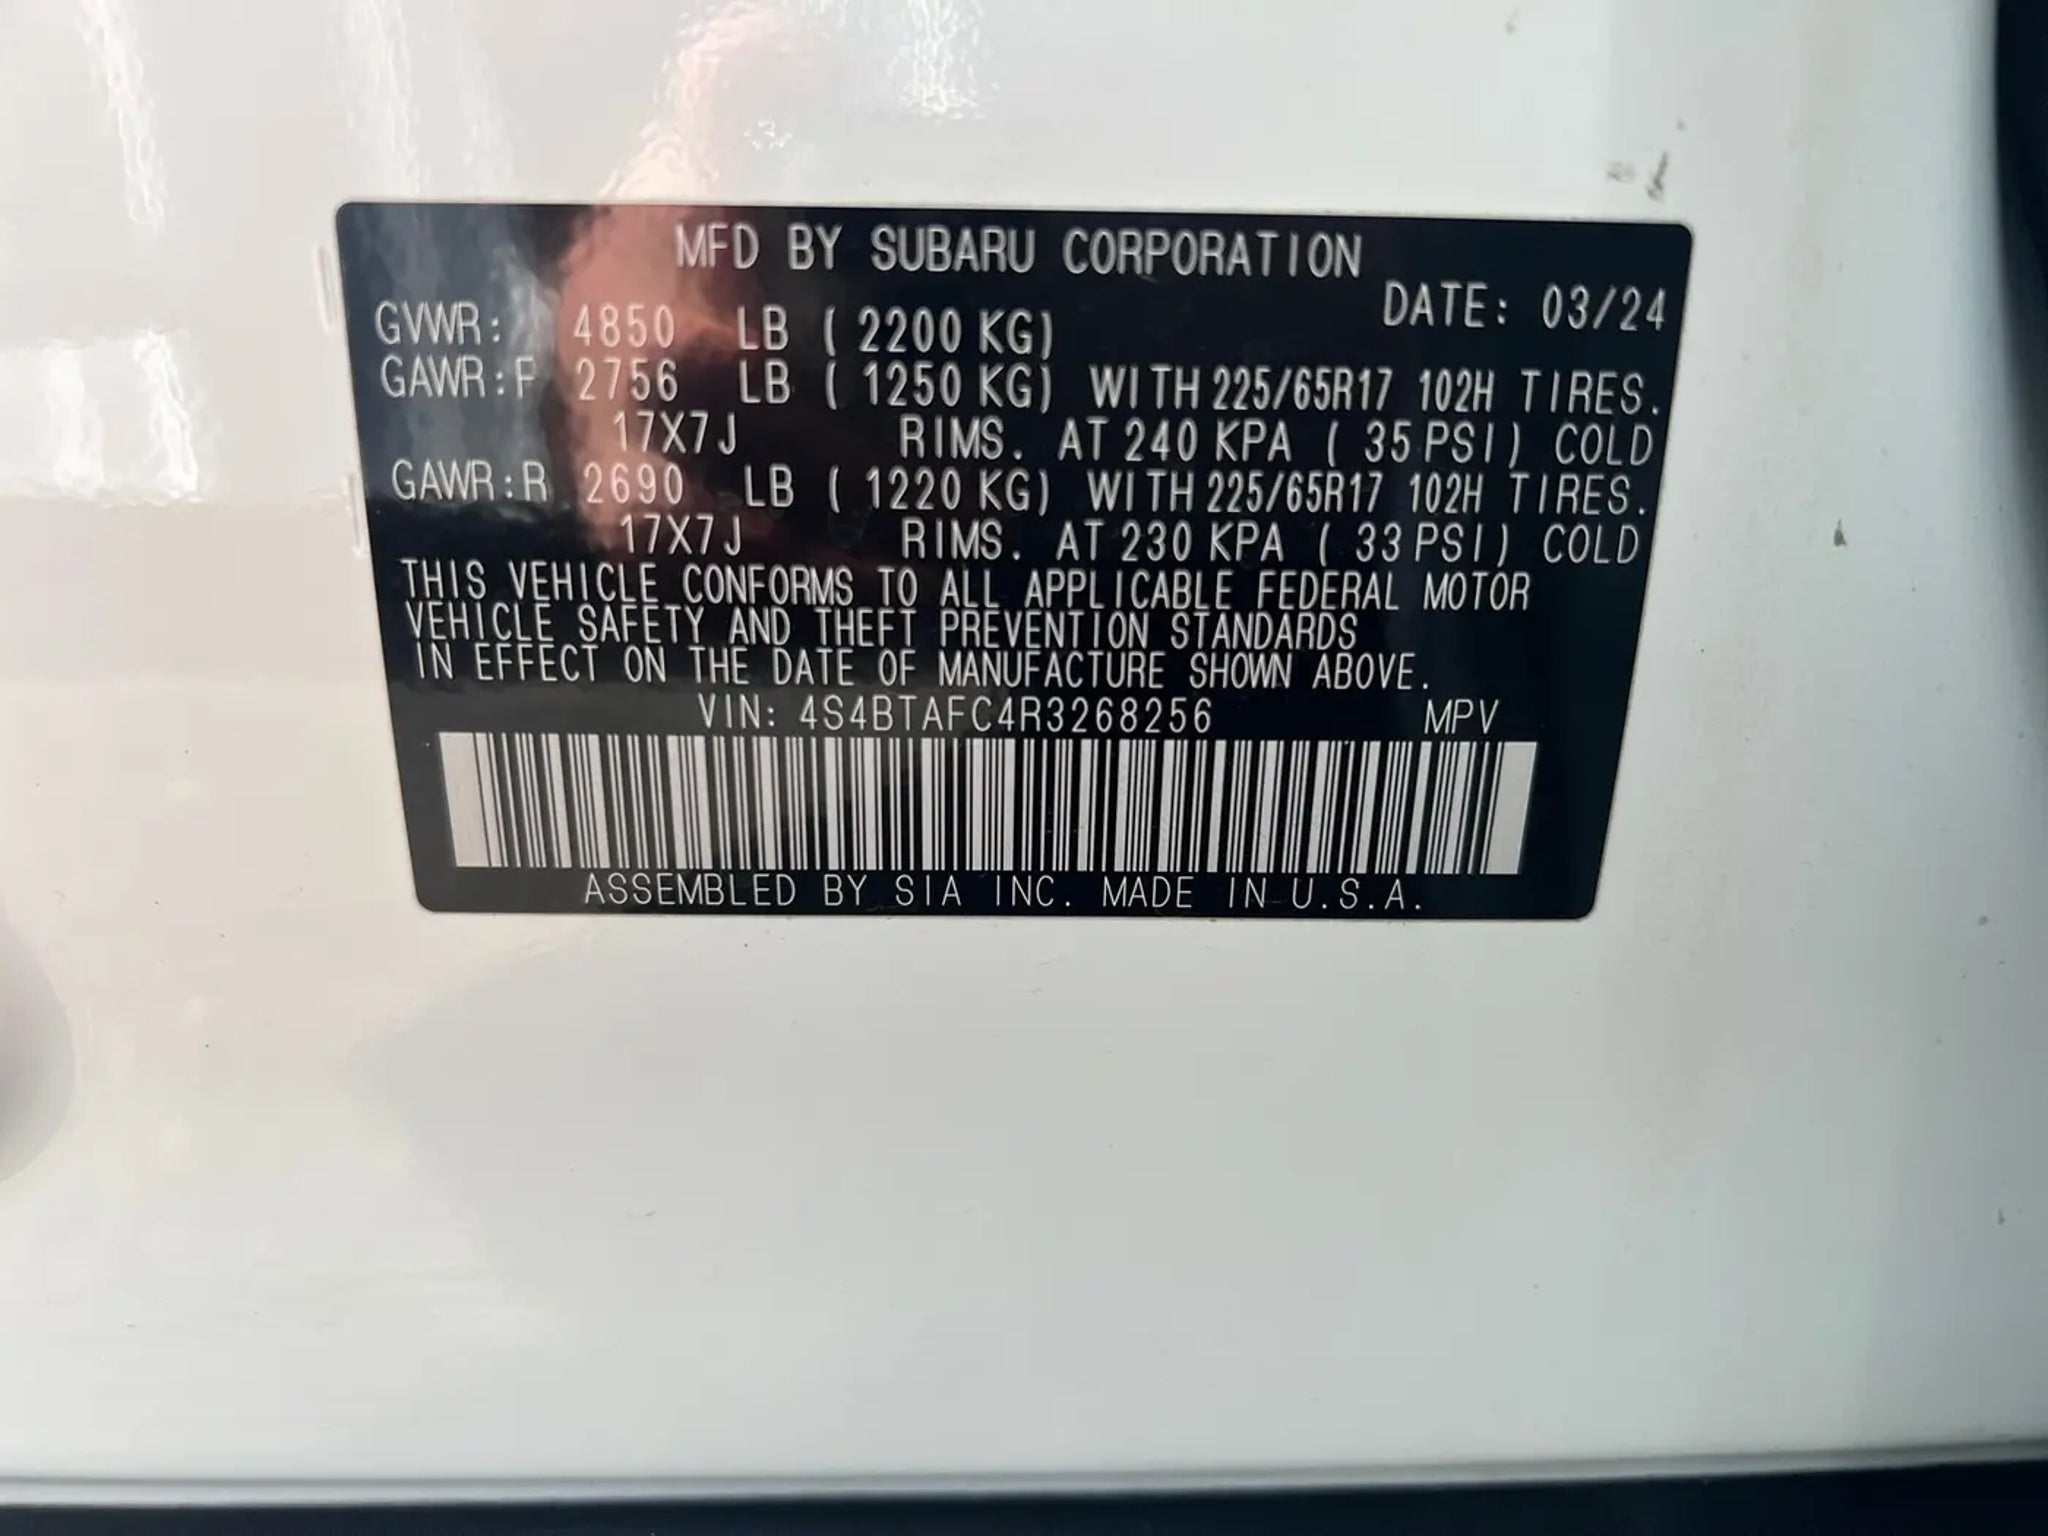 MFD BY SUBARU CORPORATION
DATE: 03/24
GVWR: 4850 LB ( 2200 KG)
GAWR:F 2756 LB ( 1250 KG) WITH 225/65R17 102H TIRES.
17X7J RIMS. AT 240 KPA ( 35 PSI) COLD
GAWR:R 2690 LB ( 1220 KG) WITH 225/65R17 102H TIRES.
17X7J RIMS. AT 230 KPA ( 33 PSI) COLD
THIS VEHICLE CONFORMS TO ALL APPLICABLE FEDERAL MOTOR
VEHICLE SAFETY AND THEFT PREVENTION STANDARDS
IN EFFECT ON THE DATE OF MANUFACTURE SHOWN ABOVE.
VIN: 4S4BTAFC4R3268256 MPV
ASSEMBLED BY SIA INC. MADE IN U.S.A.